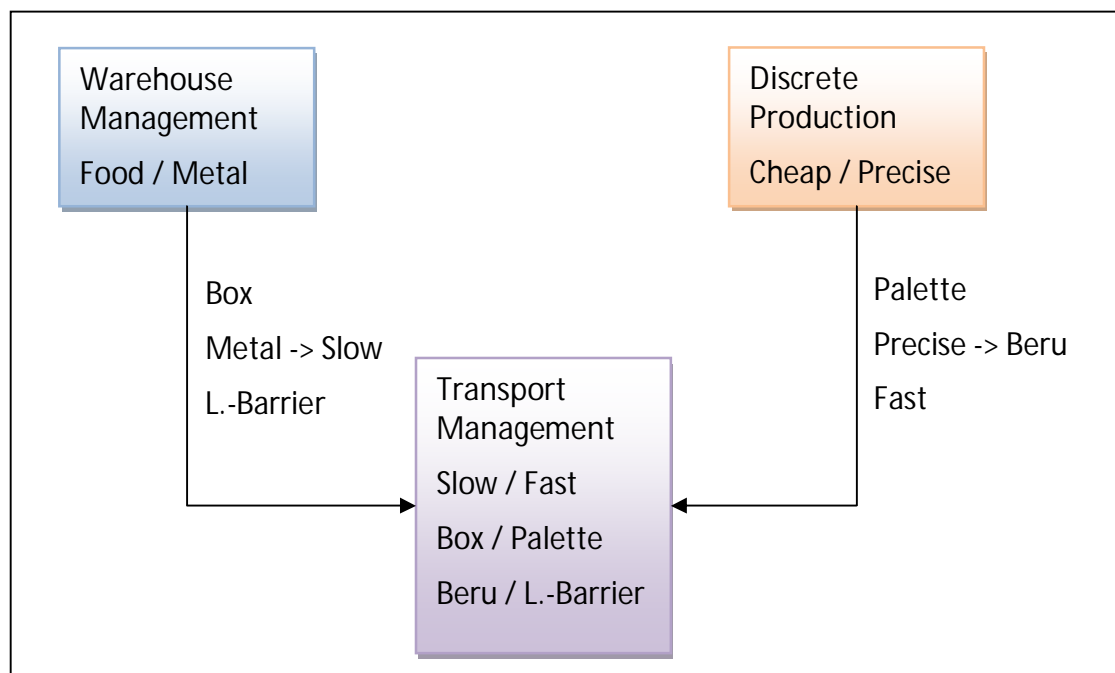 Warehouse
Management
Food / Metal
Discrete
Production
Cheap / Precise
Box
Metal -> Slow
L.-Barrier
Palette
Precise -> Beru
Fast
Transport
Management
Slow / Fast
Box / Palette
Beru / L.-Barrier